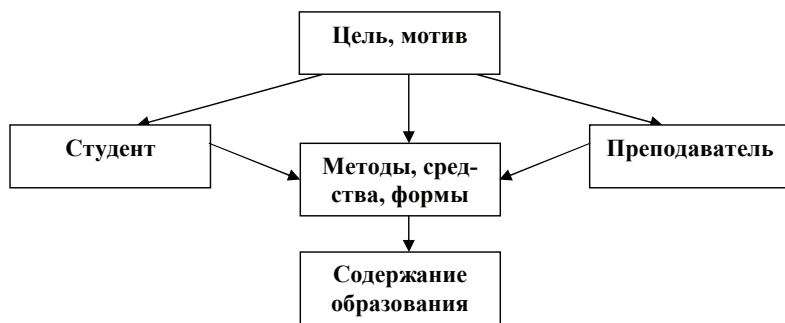 Цель, мотив
Студент
Методы, сред-
ства, формы
Преподаватель
Содержание
образования